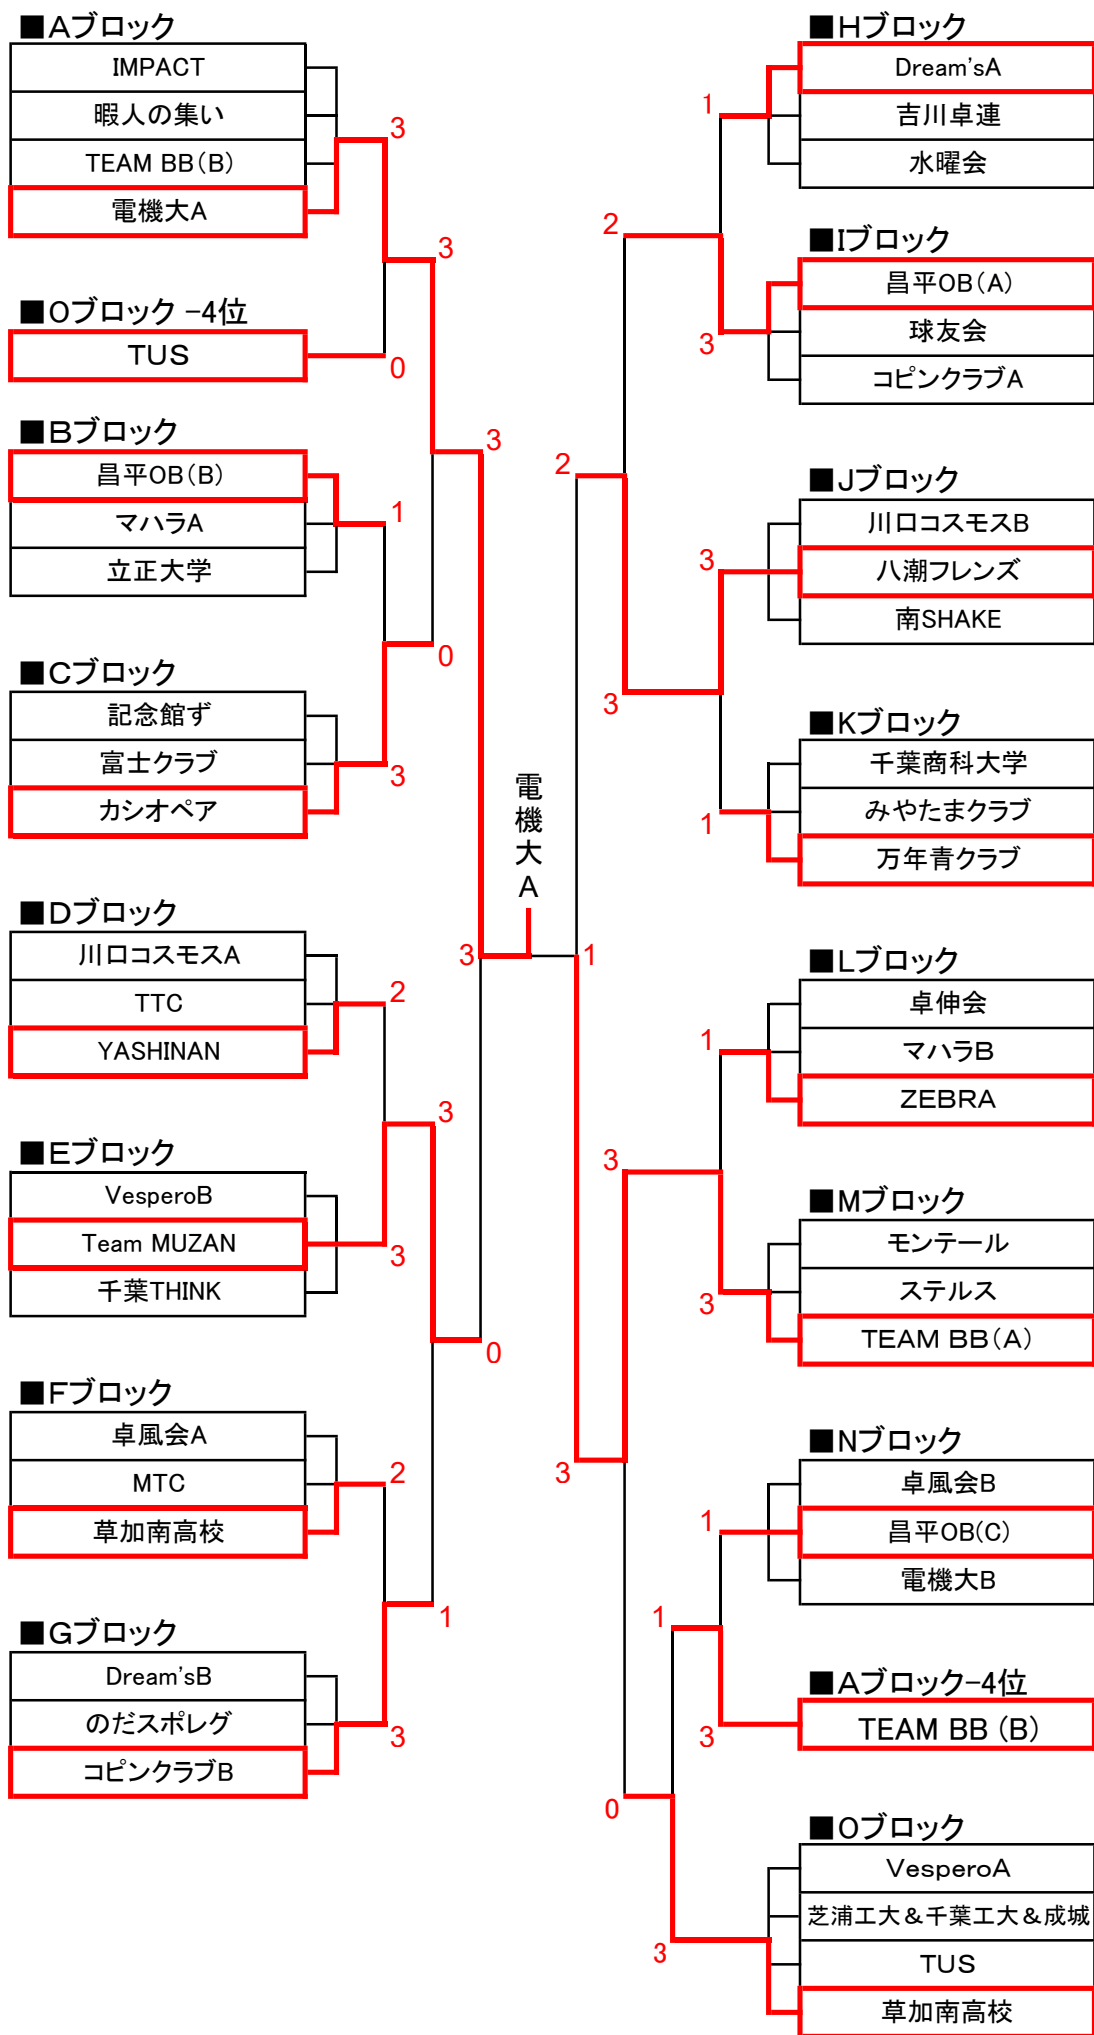 ■Aブロック
IMPACT
暇人の集い
TEAM BB(B)
電機大A
3
3
■Oブロック -4位
TUS
0
■Bブロック
昌平OB(B)
マハラA
立正大学
1
3
0
■Cブロック
記念館ず
富士クラブ
カシオペア
3
■Dブロック
川口コスモスA
TTC
YASHINAN
2
3
3
■Eブロック
VesperoB
Team MUZAN
千葉THINK
3
0
■Fブロック
卓風会A
MTC
草加南高校
2
1
■Gブロック
Dream'sB
のだスポレグ
コピンクラブB
3
電機大A
■Hブロック
Dream'sA
吉川卓連
水曜会
1
2
■Iブロック
昌平OB(A)
球友会
コピンクラブA
3
2
■Jブロック
川口コスモスB
八潮フレンズ
南SHAKE
3
3
■Kブロック
千葉商科大学
みやたまクラブ
万年青クラブ
1
1
■Lブロック
卓伸会
マハラB
ZEBRA
1
3
■Mブロック
モンテール
ステルス
TEAM BB(A)
3
3
■Nブロック
卓風会B
昌平OB(C)
電機大B
1
1
■Aブロック-4位
TEAM BB (B)
3
0
■Oブロック
VesperoA
芝浦工大&千葉工大&成城
TUS
草加南高校
3